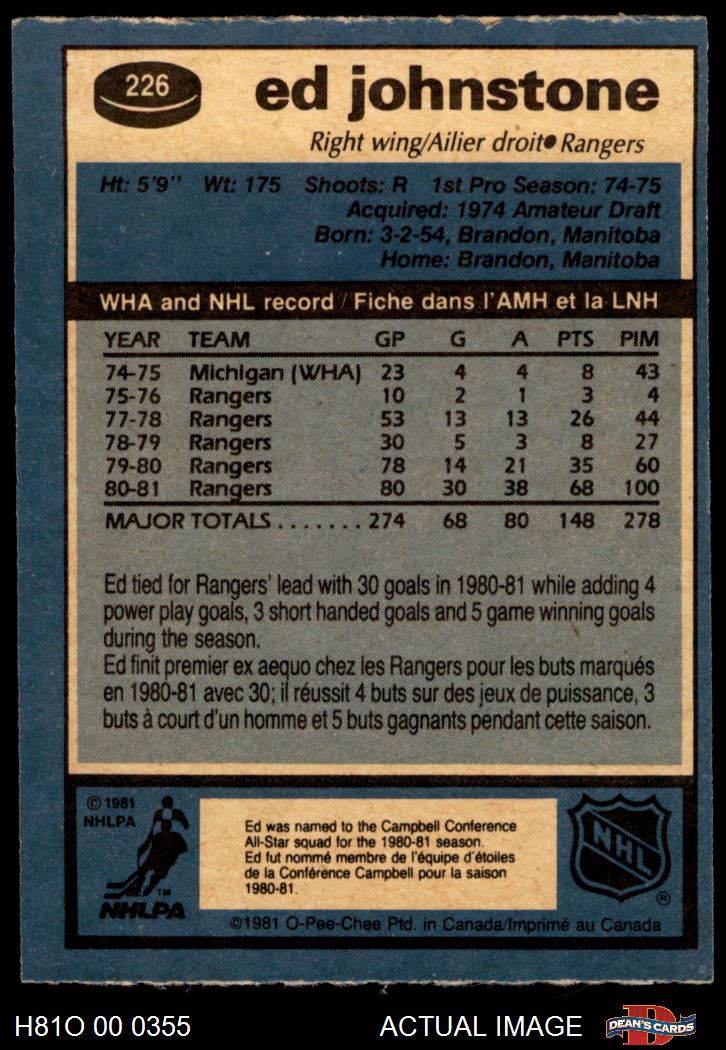 226
ed johnstone
Right wing/Ailier droit• Rangers
Ht: 5'9" Wt: 175 Shoots: R 1st Pro Season: 74-75
Acquired: 1974 Amateur Draft
Born: 3-2-54, Brandon, Manitoba
Home: Brandon, Manitoba
WHA and NHL record / Fiche dans l'AMH et la LNH
YEAR TEAM GP G A PTS PIM
74-75 Michigan (WHA) 23 4 4 8 43
75-76 Rangers 10 2 1 3 4
77-78 Rangers 53 13 13 26 44
78-79 Rangers 30 5 3 8 27
79-80 Rangers 78 14 21 35 60
80-81 Rangers 80 30 38 68 100
MAJOR TOTALS ....... 274 68 80 148 278
Ed tied for Rangers' lead with 30 goals in 1980-81 while adding 4
power play goals, 3 short handed goals and 5 game winning goals
during the season.
Ed finit premier ex aequo chez les Rangers pour les buts marqués
en 1980-81 avec 30; il réussit 4 buts sur des jeux de puissance, 3
buts à court d'un homme et 5 buts gagnants pendant cette saison.
© 1981
NHLPA
Ed was named to the Campbell Conference
All-Star squad for the 1980-81 season.
Ed fut nommé membre de l'équipe d'étoiles
de la Conférence Campbell pour la saison
1980-81.
NHL
®
TM
NHLPA
©1981 O-Pee-Chee Ptd. in Canada/Imprimé au Canada
H81O 00 0355
ACTUAL IMAGE
D
DEAN'S CARDS